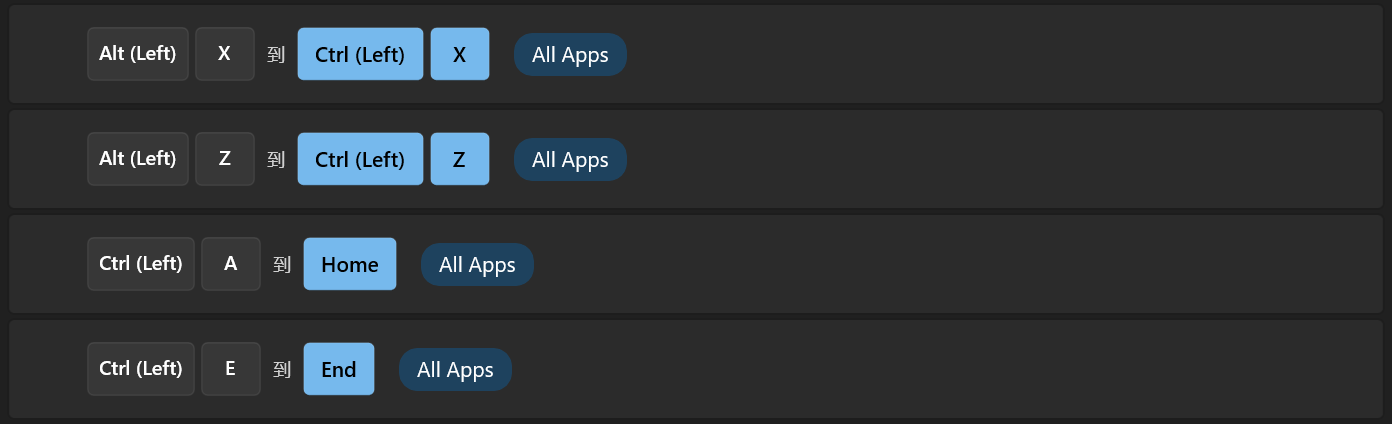 Alt (Left) X 到 Ctrl (Left) X All Apps
Alt (Left) Z 到 Ctrl (Left) Z All Apps
Ctrl (Left) A 到 Home All Apps
Ctrl (Left) E 到 End All Apps